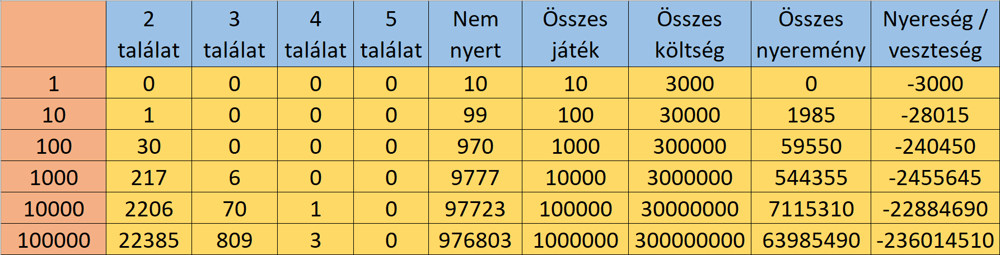 2 találat 3 találat 4 találat 5 találat Nem nyert Összes játék Összes költség Összes nyeremény Nyereség / veszteség
1 0 0 0 0 10 10 3000 0 -3000
10 1 0 0 0 99 100 30000 1985 -28015
100 30 0 0 0 970 1000 300000 59550 -240450
1000 217 6 0 0 9777 10000 3000000 544355 -2455645
10000 2206 70 1 0 97723 100000 30000000 7115310 -22884690
100000 22385 809 3 0 976803 1000000 300000000 63985490 -236014510